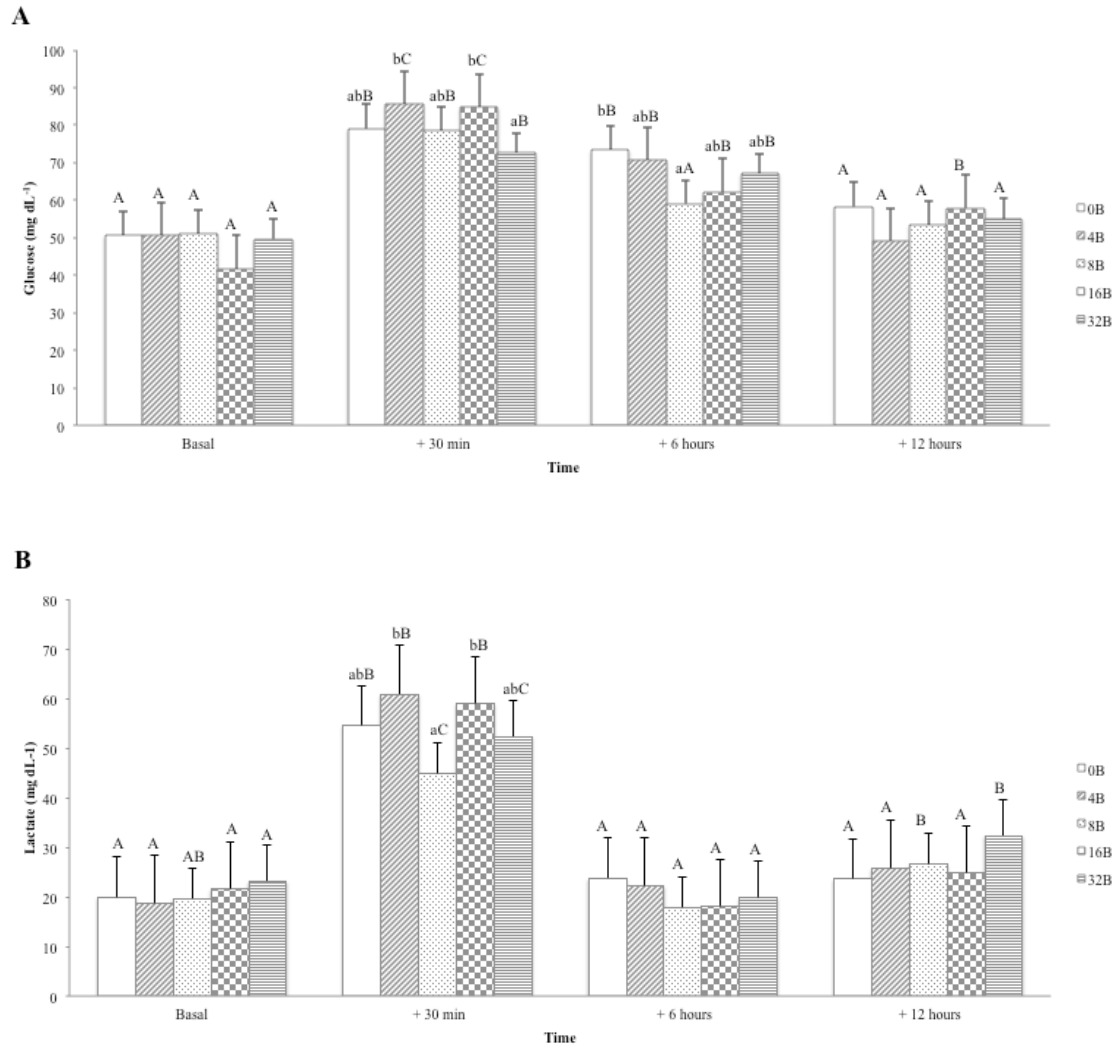 A
Glucose (mg dL-1)
100
90
80
70
60
50
40
30
20
10
0
A A A A A
abB bC abB bC aB
bB abB aA abB abB
A A A B A
Basal + 30 min + 6 hours + 12 hours
Time
0B
4B
8B
16B
32B
B
Lactate (mg dL-1)
80
70
60
50
40
30
20
10
0
A A AB A A
abB bB aC bB abC
A A A A A
A A B A B
Basal + 30 min + 6 hours + 12 hours
Time
0B
4B
8B
16B
32B